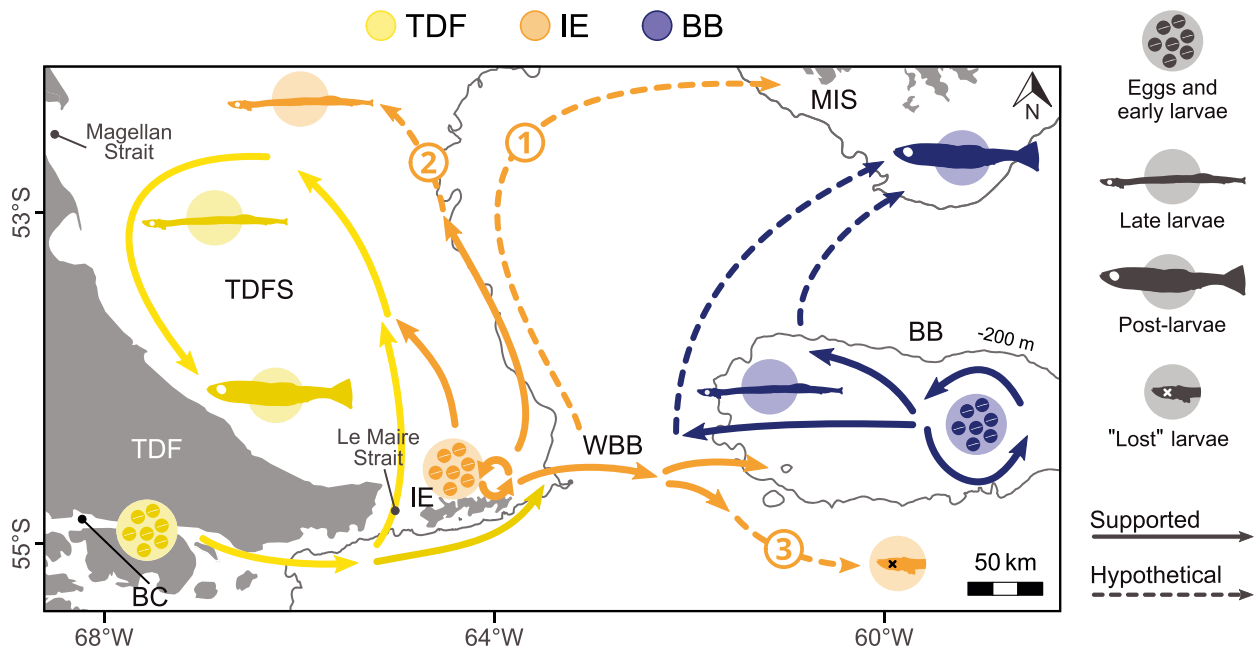 TDF
IE
BB
Eggs and
early larvae
Late larvae
Post-larvae
"Lost" larvae
Supported
Hypothetical
MIS
N
Magellan
Strait
1
2
53°S
TDFS
BB
-200 m
TDF
Le Maire
Strait
WBB
IE
55°S
3
50 km
BC
68°W
64°W
60°W